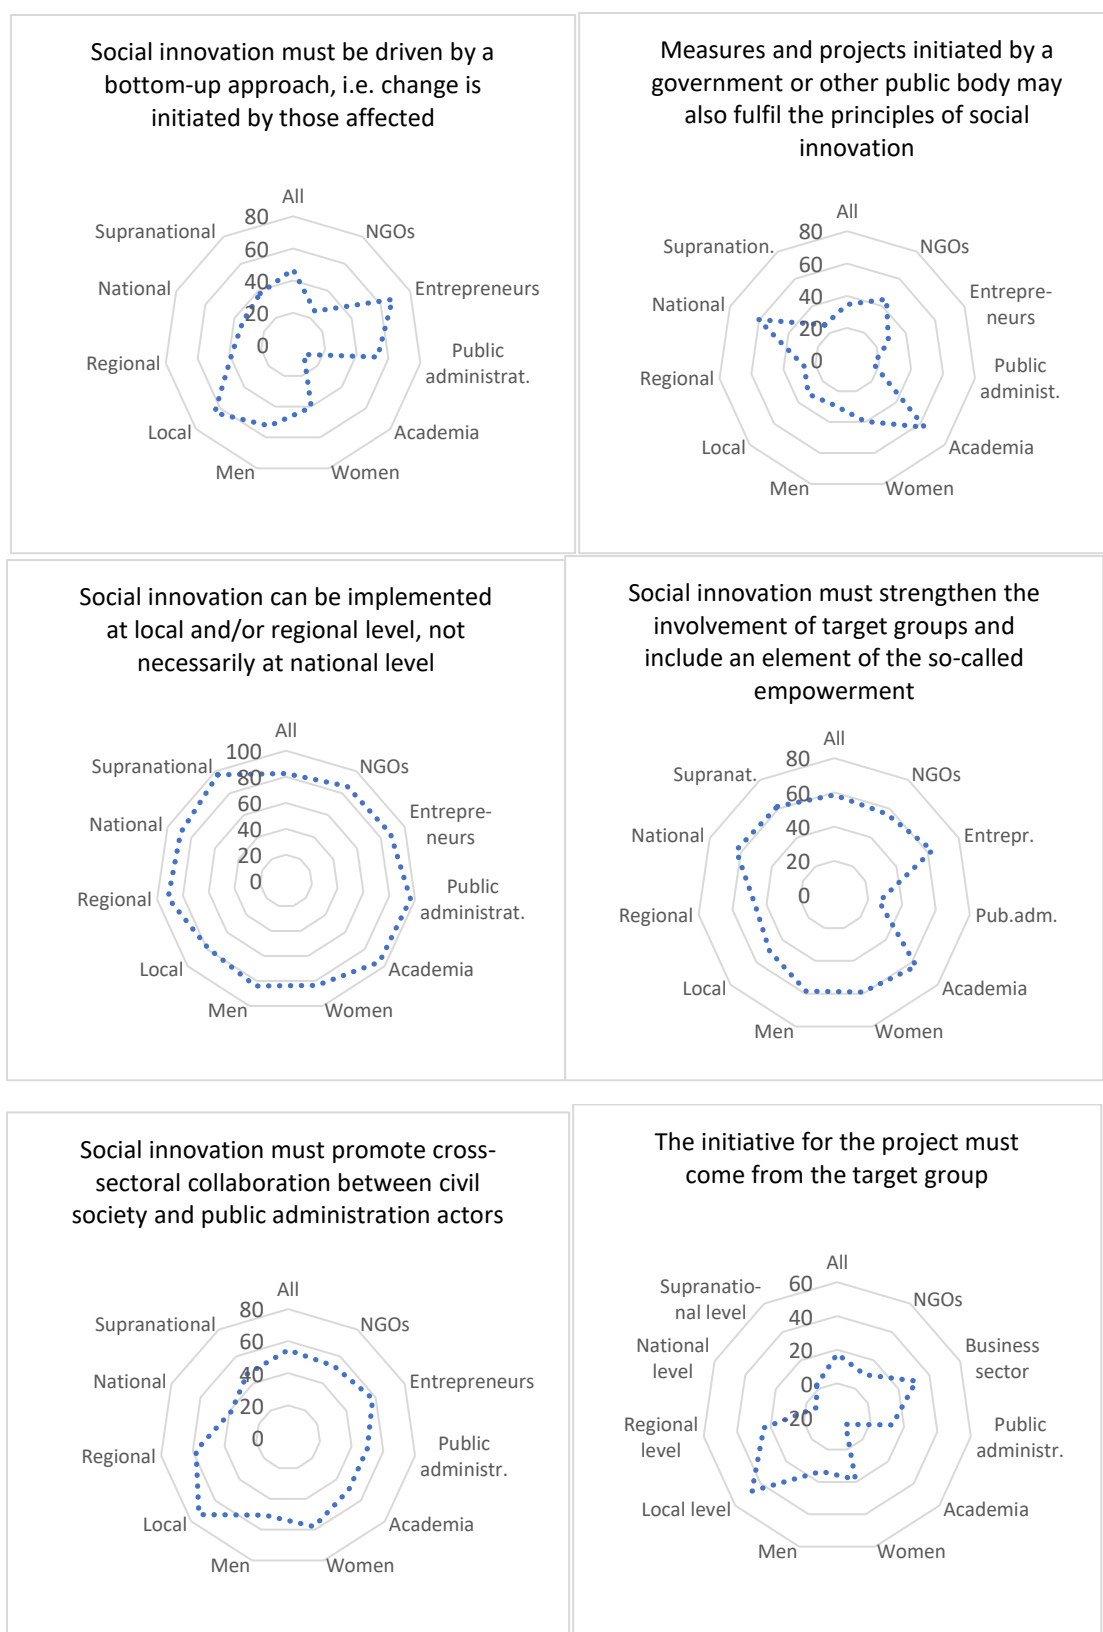 Social innovation must be driven by a
bottom-up approach, i.e. change is
initiated by those affected
All
80
NGOs
Supranational
60
National
40
Entrepreneurs
20
0
Regional
Public
administrat.
Local
Academia
Men
Women
Measures and projects initiated by a
government or other public body may
also fulfil the principles of social
innovation
All
80
Supranation.
NGOs
60
National
40
Entrepre-
neurs
20
0
Regional
Public
administ.
Local
Academia
Men
Women
Social innovation can be implemented
at local and/or regional level, not
necessarily at national level
All
100
Supranational
NGOs
80
60
National
Entrepre-
neurs
40
20
0
Regional
Public
administrat.
Local
Academia
Men
Women
Social innovation must strengthen the
involvement of target groups and
include an element of the so-called
empowerment
All
80
Supranat.
NGOs
60
National
40
Entrepr.
20
0
Regional
Pub.adm.
Local
Academia
Men
Women
Social innovation must promote cross-
sectoral collaboration between civil
society and public administration actors
All
80
Supranational
NGOs
60
National
40
Entrepreneurs
20
0
Regional
Public
administr.
Local
Academia
Men
Women
The initiative for the project must
come from the target group
All
60
Supranatio-
nal level
NGOs
40
National
level
20
Business
sector
0
20
Regional
level
Public
administr.
Local level
Academia
Men
Women